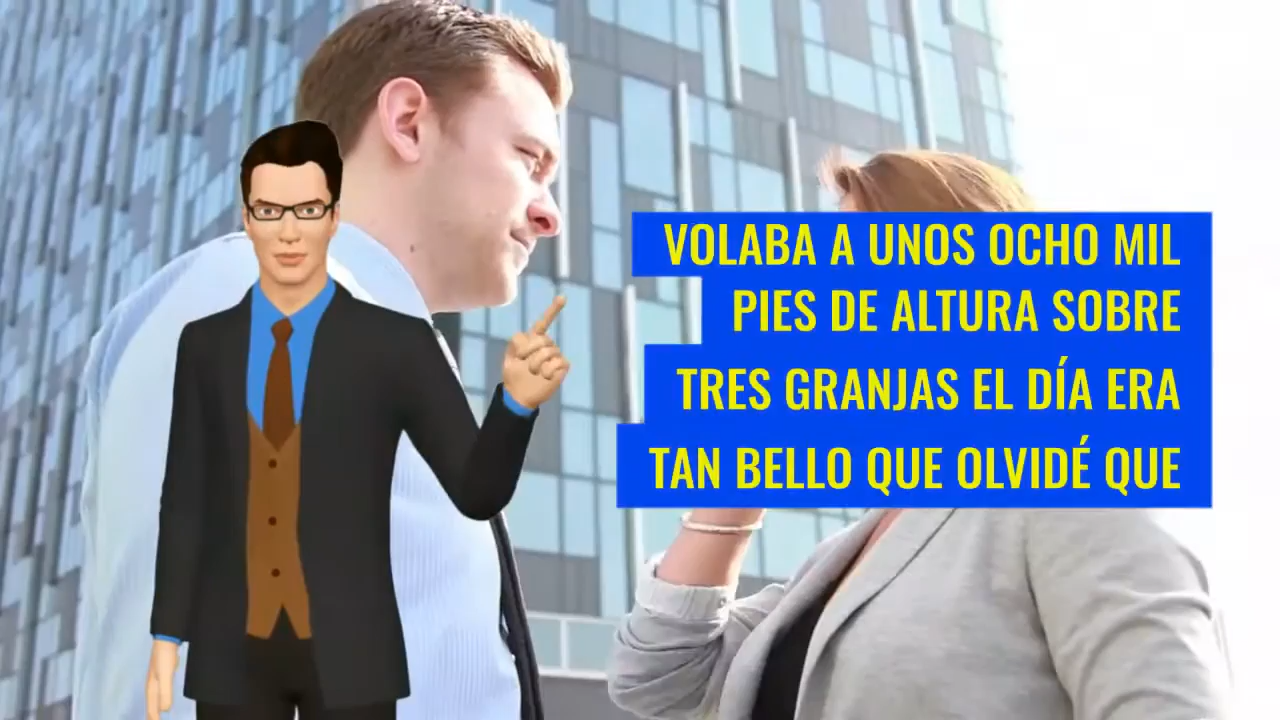 VOLABA A UNOS OCHO MIL
PIES DE ALTURA SOBRE
TRES GRANJAS EL DÍA ERA
TAN BELLO QUE OLVIDÉ QUE